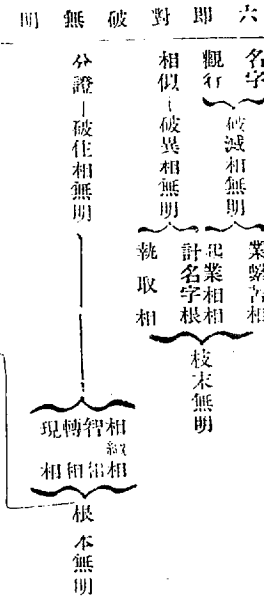 六即對破無明
名字
觀行
破滅相無明
業繫苦相
起業相
計名字相
執取相
枝末無明
相似—破異相無明
分證—破住相無明
相續相
智相
轉相
現相
根本無明